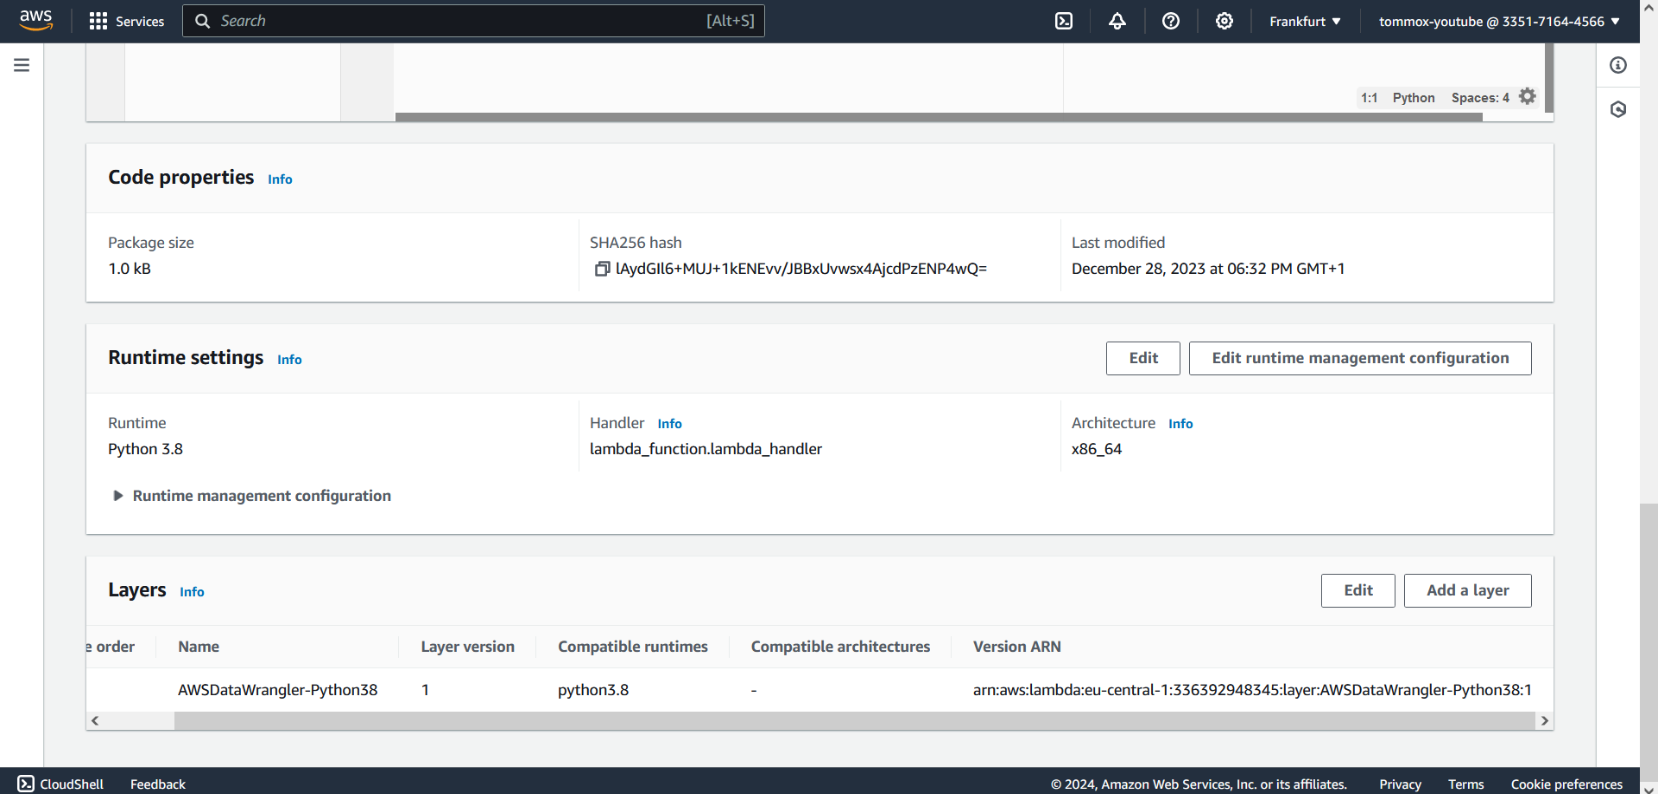 aws Services Search [Alt+S] Frankfurt ▼ tommox-youtube @ 3351-7164-4566 ▼
1:1 Python Spaces: 4
Code properties Info
Package size SHA256 hash Last modified
1.0 kB lAydGIl6+MUJ+1kENEvv/JBBxUvwsx4AjcdPzENP4wQ= December 28, 2023 at 06:32 PM GMT+1
Runtime settings Info Edit Edit runtime management configuration
Runtime Handler Info Architecture Info
Python 3.8 lambda_function.lambda_handler x86_64
Runtime management configuration
Layers Info Edit Add a layer
e order Name Layer version Compatible runtimes Compatible architectures Version ARN
AWSDataWrangler-Python38 1 python3.8 - arn:aws:lambda:eu-central-1:336392948345:layer:AWSDataWrangler-Python38:1
CloudShell Feedback © 2024, Amazon Web Services, Inc. or its affiliates. Privacy Terms Cookie preferences